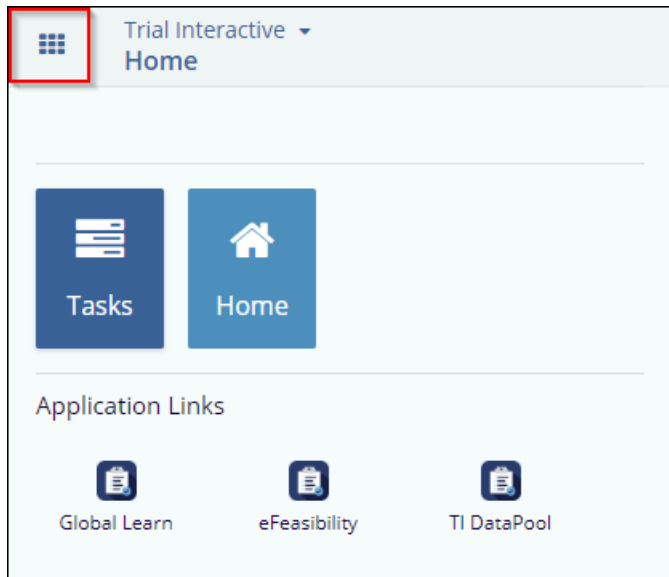 Trial Interactive
Home
Tasks
Home
Application Links
Global Learn
eFeasibility
TI DataPool